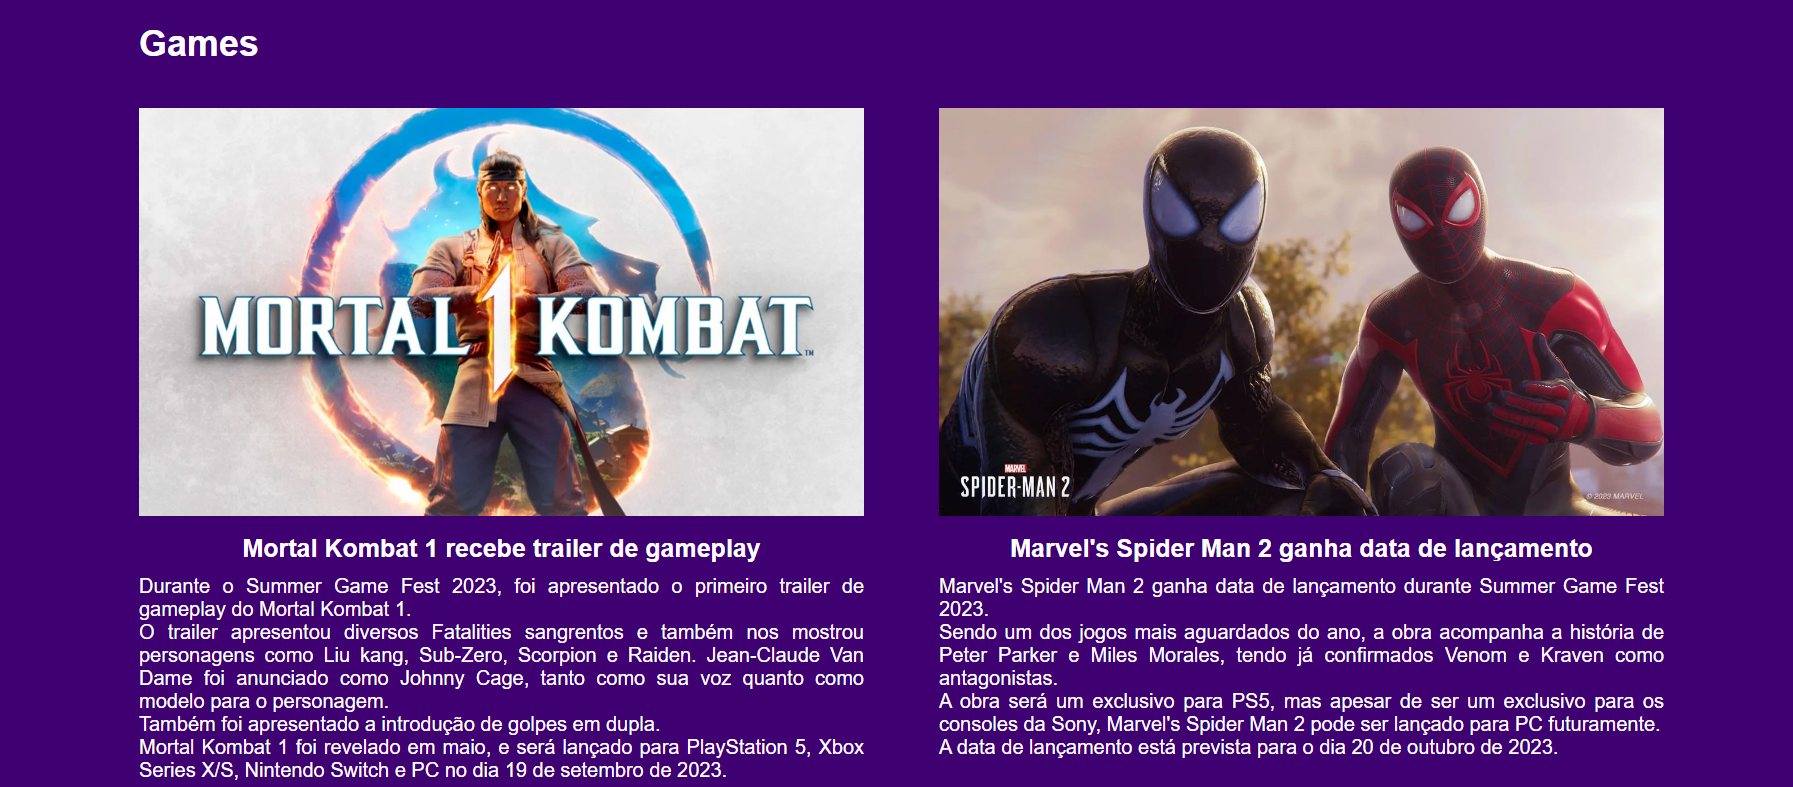 Games
MORTAL 1 KOMBAT™
Mortal Kombat 1 recebe trailer de gameplay
Durante o Summer Game Fest 2023, foi apresentado o primeiro trailer de
gameplay do Mortal Kombat 1.
O trailer apresentou diversos Fatalities sangrentos e também nos mostrou
personagens como Liu kang, Sub-Zero, Scorpion e Raiden. Jean-Claude Van
Dame foi anunciado como Johnny Cage, tanto como sua voz quanto como
modelo para o personagem.
Também foi apresentado a introdução de golpes em dupla.
Mortal Kombat 1 foi revelado em maio, e será lançado para PlayStation 5, Xbox
Series X/S, Nintendo Switch e PC no dia 19 de setembro de 2023.
MARVEL
SPIDER-MAN 2
© 2023 MARVEL
Marvel's Spider Man 2 ganha data de lançamento
Marvel's Spider Man 2 ganha data de lançamento durante Summer Game Fest
2023.
Sendo um dos jogos mais aguardados do ano, a obra acompanha a história de
Peter Parker e Miles Morales, tendo já confirmados Venom e Kraven como
antagonistas.
A obra será um exclusivo para PS5, mas apesar de ser um exclusivo para os
consoles da Sony, Marvel's Spider Man 2 pode ser lançado para PC futuramente.
A data de lançamento está prevista para o dia 20 de outubro de 2023.